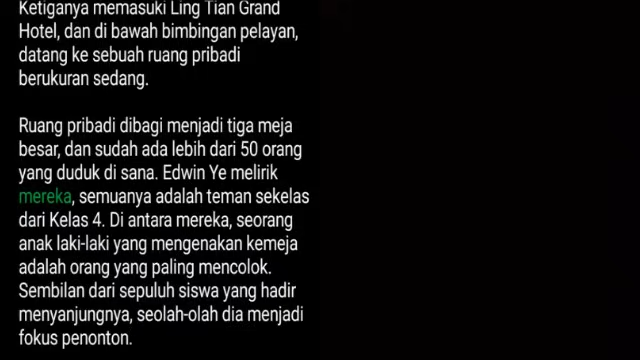 Ketiganya memasuki Ling Tian Grand
Hotel, dan di bawah bimbingan pelayan,
datang ke sebuah ruang pribadi
berukuran sedang.
Ruang pribadi dibagi menjadi tiga meja
besar, dan sudah ada lebih dari 50 orang
yang duduk di sana. Edwin Ye melirik
mereka, semuanya adalah teman sekelas
dari Kelas 4. Di antara mereka, seorang
anak laki-laki yang mengenakan kemeja
adalah orang yang paling mencolok.
Sembilan dari sepuluh siswa yang hadir
menyanjungnya, seolah-olah dia menjadi
fokus penonton.